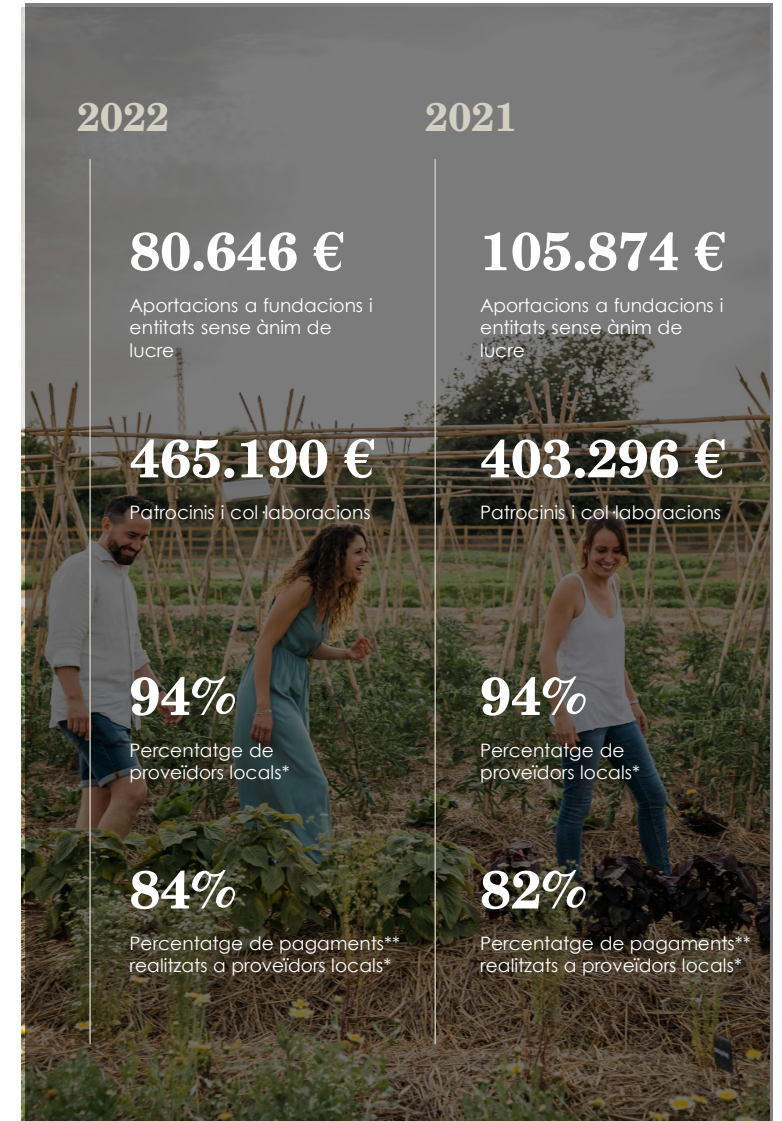 2022
80.646 €
Aportacions a fundacions i
entitats sense ànim de
lucre
465.190 €
Patrocinis i col·laboracions
94%
Percentatge de
proveïdors locals*
84%
Percentatge de pagaments**
realitzats a proveïdors locals*
2021
105.874 €
Aportacions a fundacions i
entitats sense ànim de
lucre
403.296 €
Patrocinis i col·laboracions
94%
Percentatge de
proveïdors locals*
82%
Percentatge de pagaments**
realitzats a proveïdors locals*